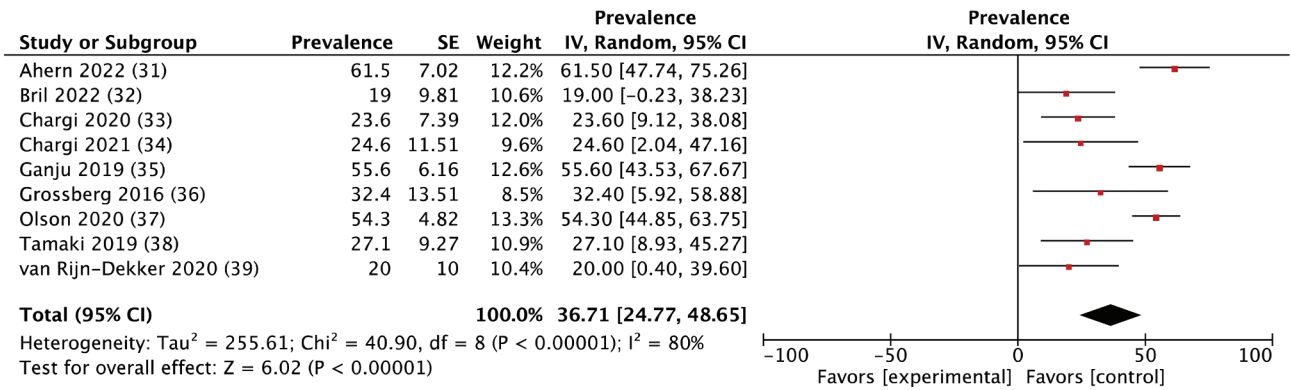 Prevalence Prevalence
Study or Subgroup Prevalence SE Weight IV, Random, 95% CI IV, Random, 95% CI
Ahern 2022 (31) 61.5 7.02 12.2% 61.50 [47.74, 75.26]
Bril 2022 (32) 19 9.81 10.6% 19.00 [−0.23, 38.23]
Chargi 2020 (33) 23.6 7.39 12.0% 23.60 [9.12, 38.08]
Chargi 2021 (34) 24.6 11.51 9.6% 24.60 [2.04, 47.16]
Ganju 2019 (35) 55.6 6.16 12.6% 55.60 [43.53, 67.67]
Grossberg 2016 (36) 32.4 13.51 8.5% 32.40 [5.92, 58.88]
Olson 2020 (37) 54.3 4.82 13.3% 54.30 [44.85, 63.75]
Tamaki 2019 (38) 27.1 9.27 10.9% 27.10 [8.93, 45.27]
van Rijn–Dekker 2020 (39) 20 10 10.4% 20.00 [0.40, 39.60]
Total (95% CI) 100.0% 36.71 [24.77, 48.65]
Heterogeneity: Tau² = 255.61; Chi² = 40.90, df = 8 (P < 0.00001); I² = 80%
Test for overall effect: Z = 6.02 (P < 0.00001)
−100 −50 0 50 100
Favors [experimental] Favors [control]